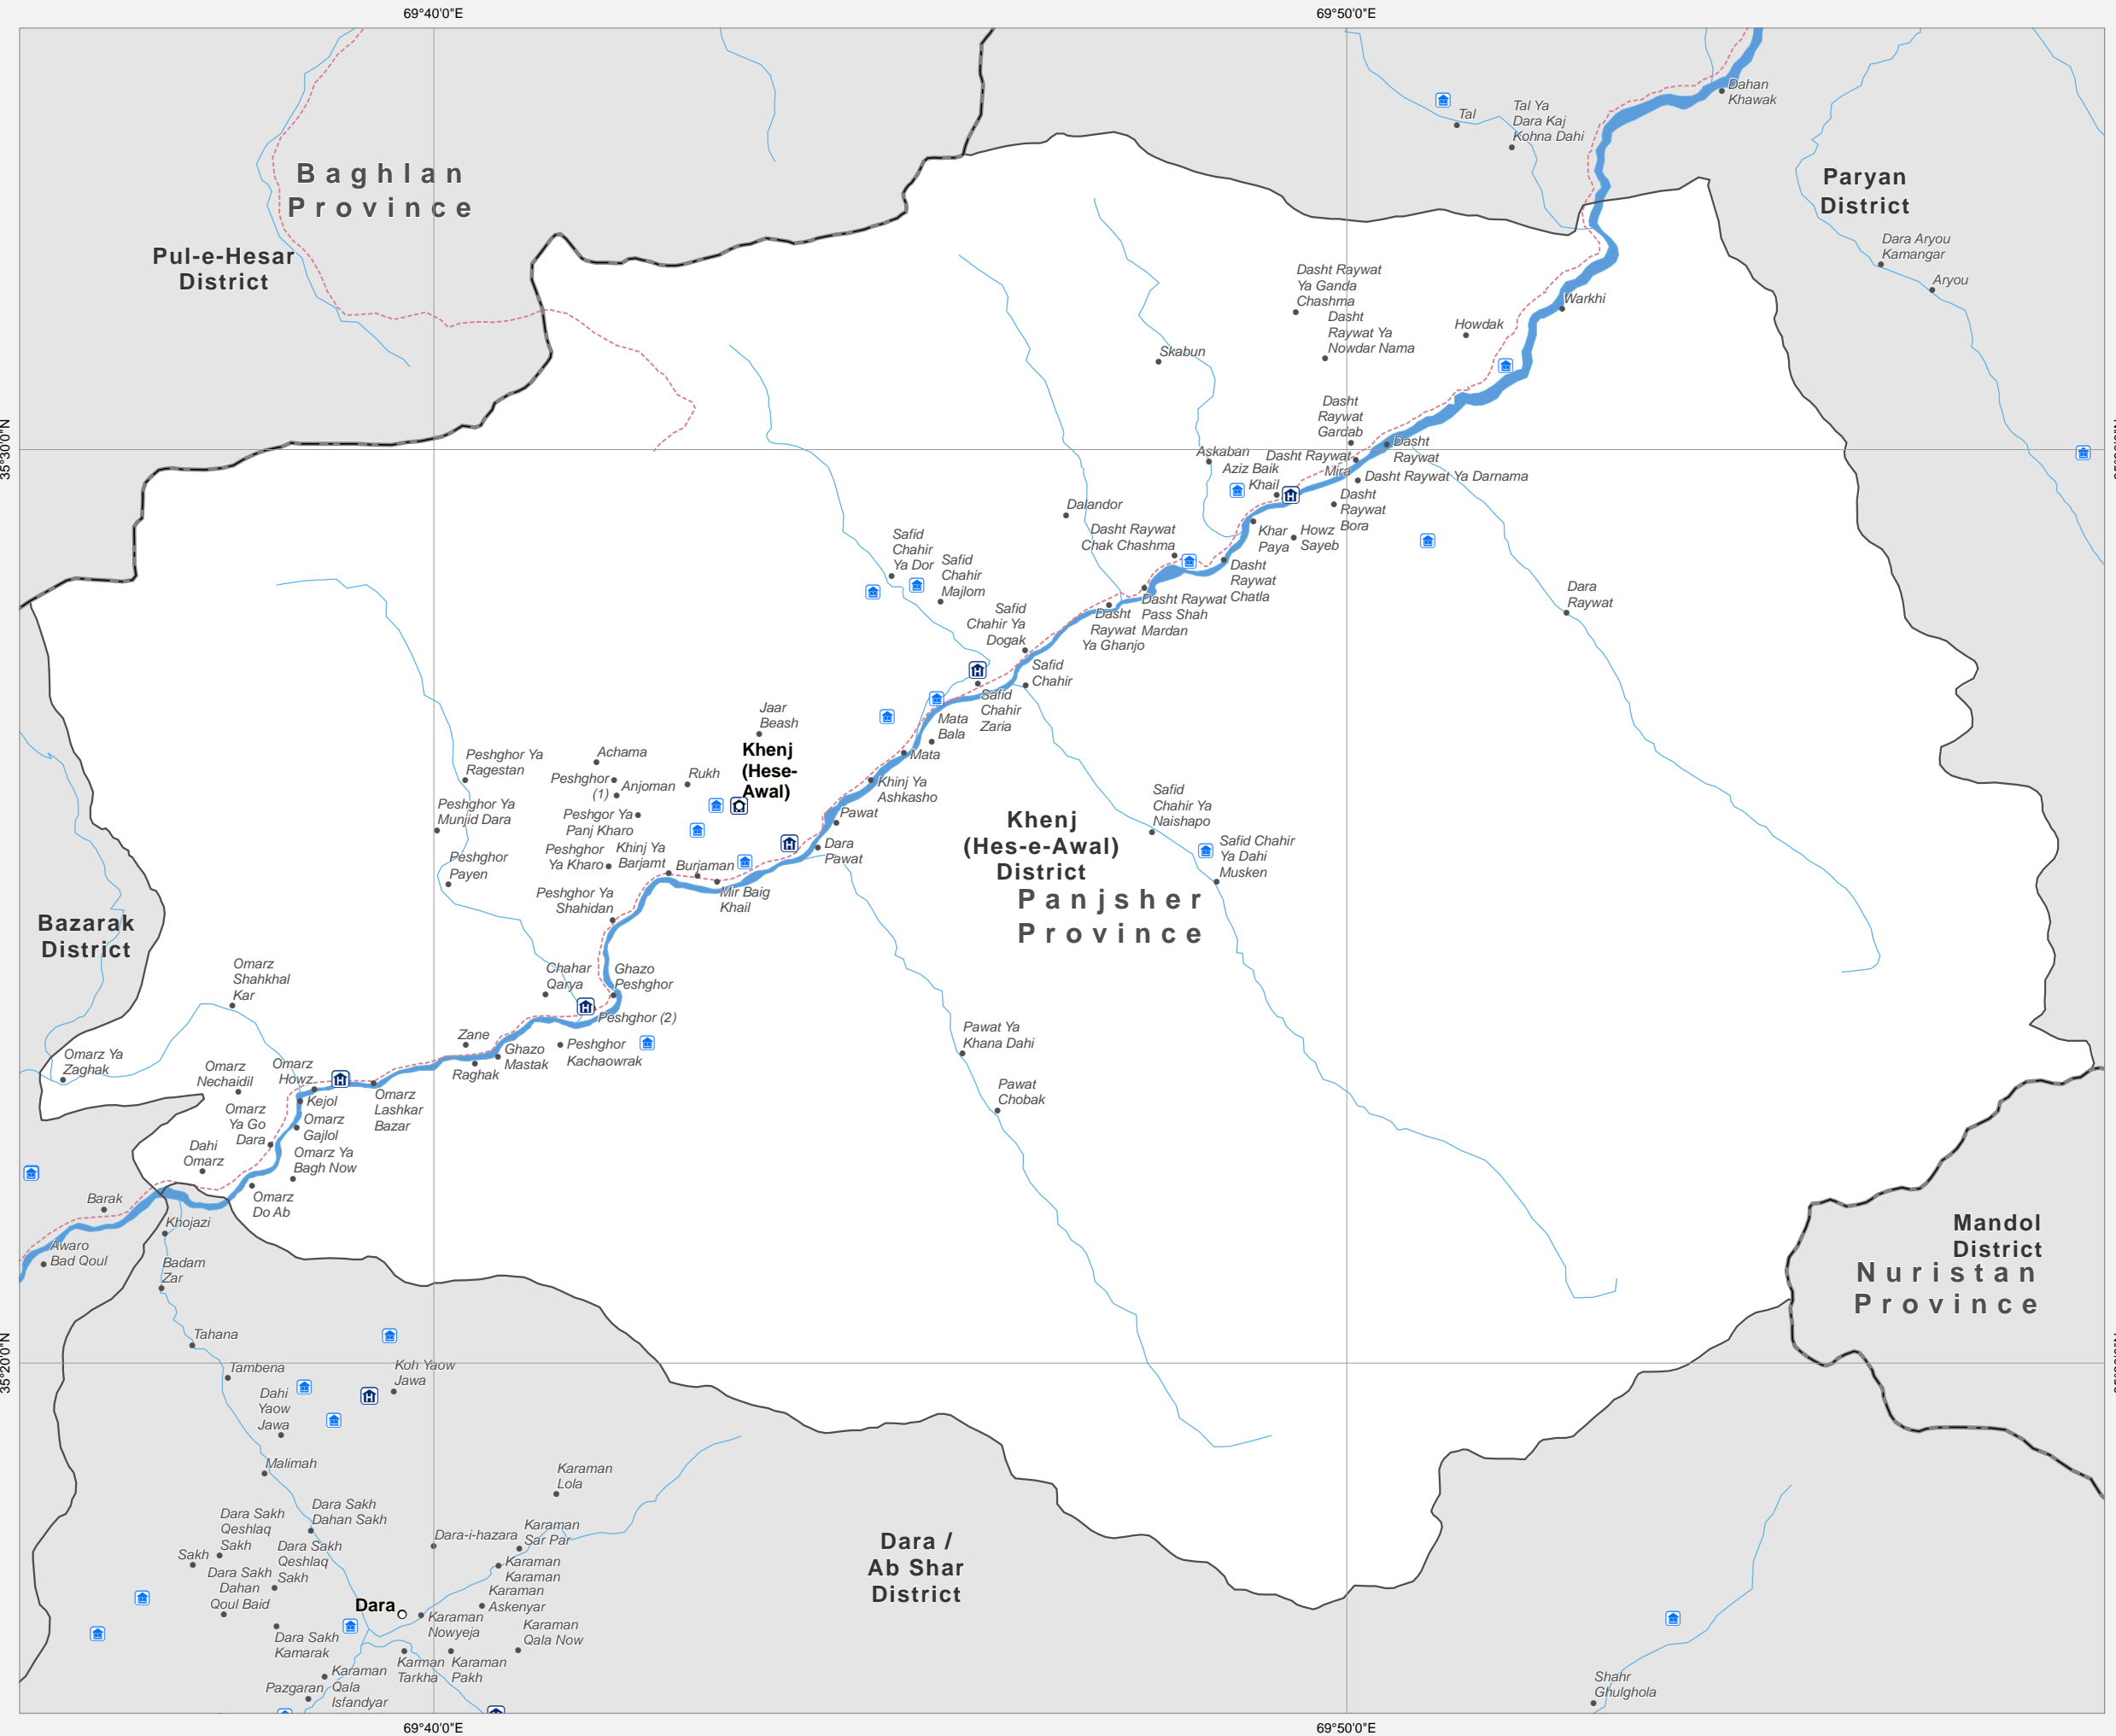 69°40'0"E
69°50'0"E
Dahan
Khawak
Tal
Tal Ya
Dara Kaj
Kohna Dahi
Baghlan
Province
Paryan
District
Pul-e-Hesar
District
Dara Aryou
Kamangar
Aryou
Dasht Raywat
Ya Ganda
Chashma
Warkhi
Dasht
Raywat Ya
Nowdar Nama
Howdak
Skabun
Dasht
Raywat
Gardab
35°30'0"N
Dasht
Raywat
Askaban
Dasht Raywat
Mira
Aziz Baik
Khail
Dasht Raywat Ya Darnama
Dasht
Raywat
Bora
Dalandor
Dasht Raywat
Chak Chashma
Khar
Paya
Howz
Sayeb
Safid
Chahir
Ya Dor
Safid
Chahir
Majlom
Dasht
Raywat
Chatla
Dara
Raywat
Dasht Raywat
Pass Shah
Mardan
Dasht
Raywat
Ya Ghanjo
Safid
Chahir Ya
Dogak
Safid
Chahir
Safid
Chahir
Zaria
Mata
Bala
Mata
Jaar
Beash
Khenj
(Hese-
Awal)
Achama
Peshghor Ya
Ragestan
Peshghor
(1)
Anjoman
Rukh
Khinj Ya
Ashkasho
Peshghor Ya
Munjid Dara
Peshgor Ya
Panj Kharo
Pawat
Safid
Chahir Ya
Naishapo
Khenj
(Hes-e-Awal)
District
Panjsher
Province
Safid Chahir
Ya Dahi
Musken
Peshghor
Ya Kharo
Khinj Ya
Barjamt
Burjaman
Dara
Pawat
Peshghor
Payen
Mir Baig
Khail
Peshghor Ya
Shahidan
Bazarak
District
Omarz
Shahkhal
Kar
Chahar
Qarya
Ghazo
Peshghor
Peshghor (2)
Zane
Ghazo
Mastak
Peshghor
Kachaowrak
Raghak
Pawat Ya
Khana Dahi
Pawat
Chobak
Omarz Ya
Zaghak
Omarz
Nechaidil
Omarz
Howz
Kejol
Omarz
Lashkar
Bazar
Omarz
Ya Go
Dara
Omarz
Gajlol
Dahi
Omarz
Omarz Ya
Bagh Now
Omarz
Do Ab
Barak
Khojazi
Awaro
Bad Qoul
Badam
Zar
Mandol
District
Nuristan
Province
Tahana
35°20'0"N
Tambena
Koh Yaow
Jawa
Dahi
Yaow
Jawa
Malimah
Karaman
Lola
Dara Sakh
Dahan Sakh
Dara Sakh
Qeshlaq
Sakh
Dara-i-hazara
Karaman
Sar Par
Dara /
Ab Shar
District
Sakh
Dara Sakh
Qeshlaq
Sakh
Karaman
Karaman
Dara Sakh
Dahan
Qoul Baid
Karaman
Askenyar
Dara
Karaman
Nowyeja
Karaman
Qala Now
Dara Sakh
Kamarak
Karman
Tarkha
Karaman
Pakh
Karaman
Qala
Isfandyar
Pazgaran
Shahr
Ghulghola
69°40'0"E
69°50'0"E